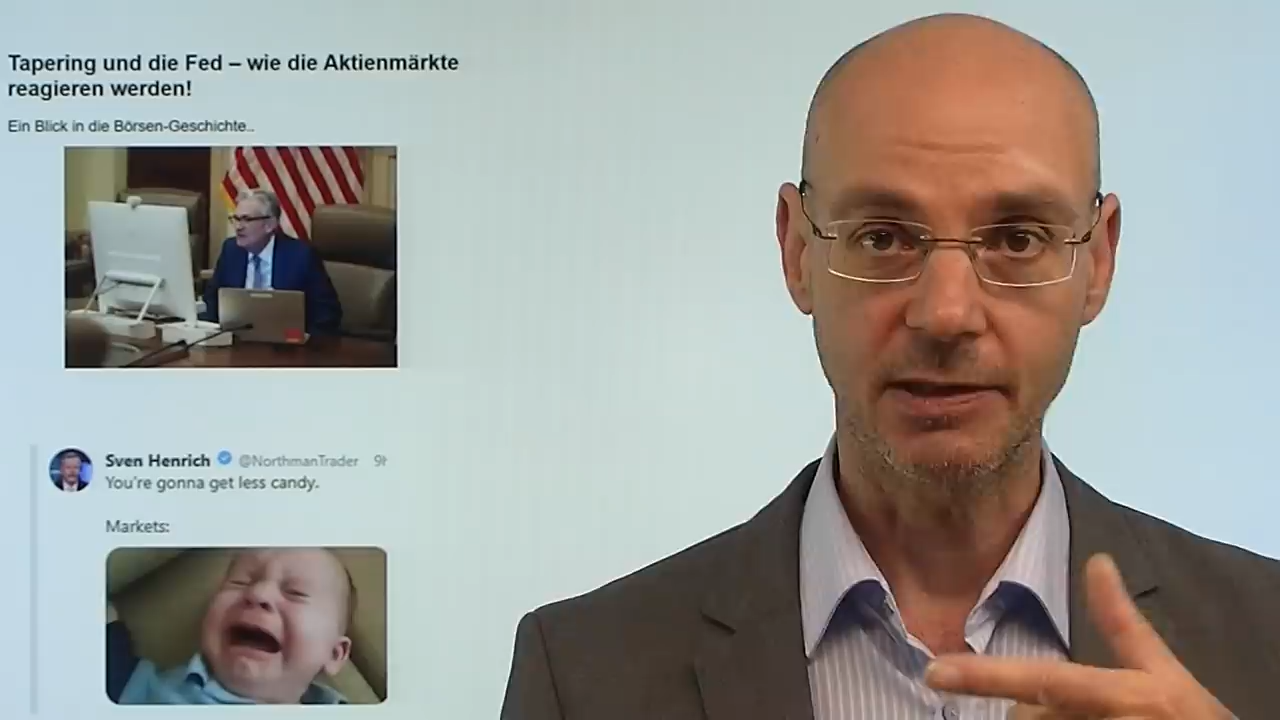 Tapering und die Fed – wie die Aktienmärkte
reagieren werden!
Ein Blick in die Börsen-Geschichte..
Sven Henrich @NorthmanTrader 9h
You're gonna get less candy.
Markets: